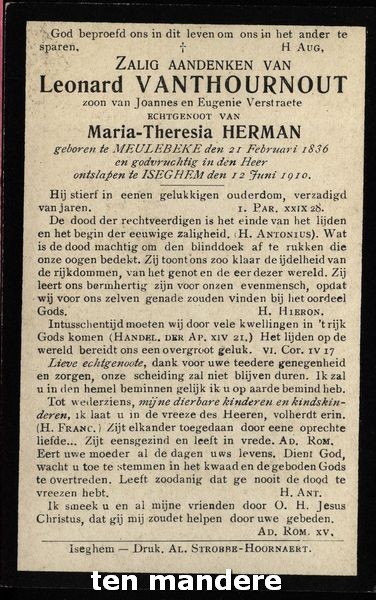 God beproefd ons in dit leven om ons in het ander te
sparen. † H AUG,
ZALIG AANDENKEN VAN
Leonard VANTHOURNOUT
zoon van Joannes en Eugenie Verstraete
ECHTGENOOT VAN
Maria-Theresia HERMAN
geboren te MEULEBEKE den 21 Februari 1836
en godvruchtig in den Heer
ontslapen te ISEGHEM den 12 Juni 1910.
Hij stierf in eenen gelukkigen ouderdom, verzadigd
van jaren. I. PAR. XXIX 28.
De dood der rechtveerdigen is het einde van het lijden
en het begin der eeuwige zaligheid, (H. ANTONIUS). Wat
is de dood machtig om den blinddoek af te rukken die
onze oogen bedekt. Zij toont ons zoo klaar de ijdelheid van
de rijkdommen, van het genot en de eer dezer wereld. Zij
leert ons bermhertig zijn voor onzen evenmensch, opdat
wij voor ons zelven genade zouden vinden bij het oordeel
Gods. H. HIERON.
Intusschentijd moeten wij door vele kwellingen in 't rijk
Gods komen (HANDEL. DER AP. XIV 21.) Het lijden op de
wereld bereidt ons een overgroot geluk. VI. COR. IV 17
Lieve echtgenoote, dank voor uwe teedere genegenheid
en zorgen, onze scheiding zal niet blijven duren. Ik zal
u in den hemel beminnen gelijk ik u op aarde bemind heb.
Tot wederziens, mijne dierbare kinderen en kindskin-
deren, ik laat u in de vreeze des Heeren, volherdt erin.
(H. FRANC.) Zijt elkander toegedaan door eene oprechte
liefde... Zijt eensgezind en leeft in vrede. AD. ROM.
Eert uwe moeder al de dagen uws levens. Dient God,
wacht u toe te stemmen in het kwaad en de geboden Gods
te overtreden. Leeft zoodanig dat ge nooit de dood te
vreezen hebt. H. ANT.
Ik smeek u en al mijne vrienden door O. H. Jesus
Christus, dat gij mij zoudet helpen door uwe gebeden.
AD. ROM. XV.
Iseghem — Druk. AL. STROBBE-HOORNAERT.
ten mandere